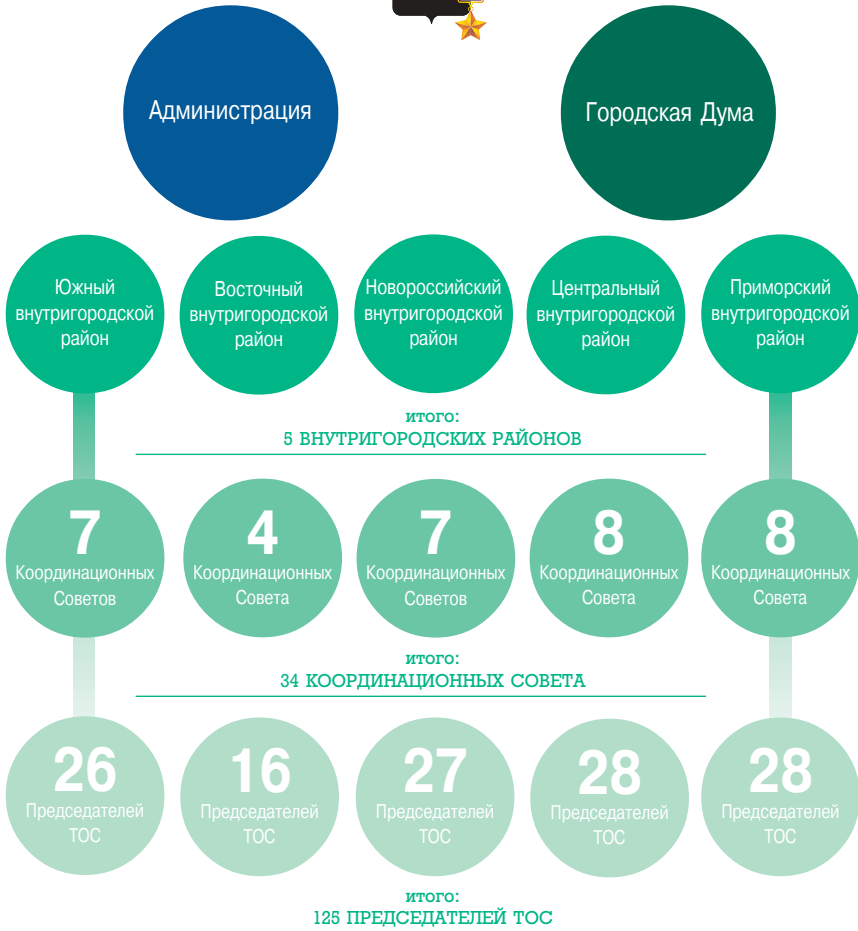 Администрация
Городская Дума
Южный
внутригородской
район
Восточный
внутригородской
район
Новороссийский
внутригородской
район
Центральный
внутригородской
район
Приморский
внутригородской
район
ИТОГО:
5 ВНУТРИГОРОДСКИХ РАЙОНОВ
7
Координационных
Советов
4
Координационных
Совета
7
Координационных
Советов
8
Координационных
Совета
8
Координационных
Совета
ИТОГО:
34 КООРДИНАЦИОННЫХ СОВЕТА
26
Председателей
ТОС
16
Председателей
ТОС
27
Председателей
ТОС
28
Председателей
ТОС
28
Председателей
ТОС
ИТОГО:
125 ПРЕДСЕДАТЕЛЕЙ ТОС